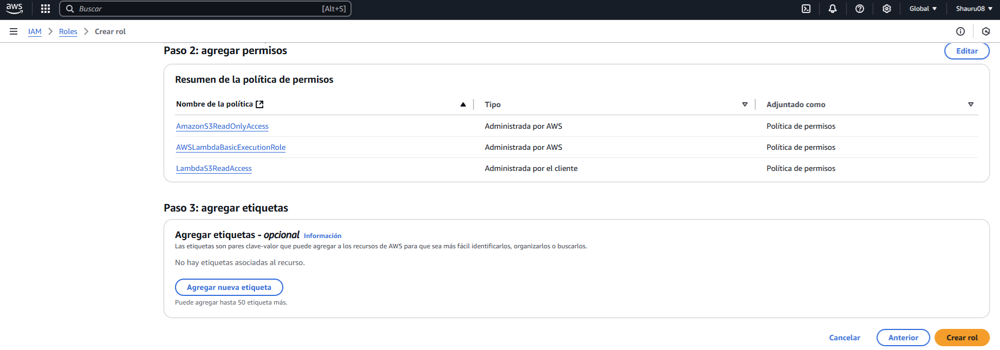 aws
Buscar
[Alt+S]
Global
Shauru08
IAM
Roles
Crear rol
Paso 2: agregar permisos
Editar
Resumen de la política de permisos
Nombre de la política
Tipo
Adjuntado como
AmazonS3ReadOnlyAccess
Administrada por AWS
Política de permisos
AWSLambdaBasicExecutionRole
Administrada por AWS
Política de permisos
LambdaS3ReadAccess
Administrada por el cliente
Política de permisos
Paso 3: agregar etiquetas
Agregar etiquetas - opcional Información
Las etiquetas son pares clave-valor que puede agregar a los recursos de AWS para que sea más fácil identificarlos, organizarlos o buscarlos.
No hay etiquetas asociadas al recurso.
Agregar nueva etiqueta
Puede agregar hasta 50 etiqueta más.
Cancelar
Anterior
Crear rol